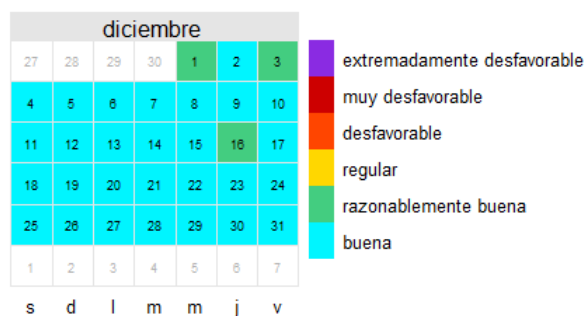 diciembre
27 28 29 30 1 2 3
4 5 6 7 8 9 10
11 12 13 14 15 16 17
18 19 20 21 22 23 24
25 26 27 28 29 30 31
1 2 3 4 5 6 7
s d l m m j v
extremadamente desfavorable
muy desfavorable
desfavorable
regular
razonablemente buena
buena